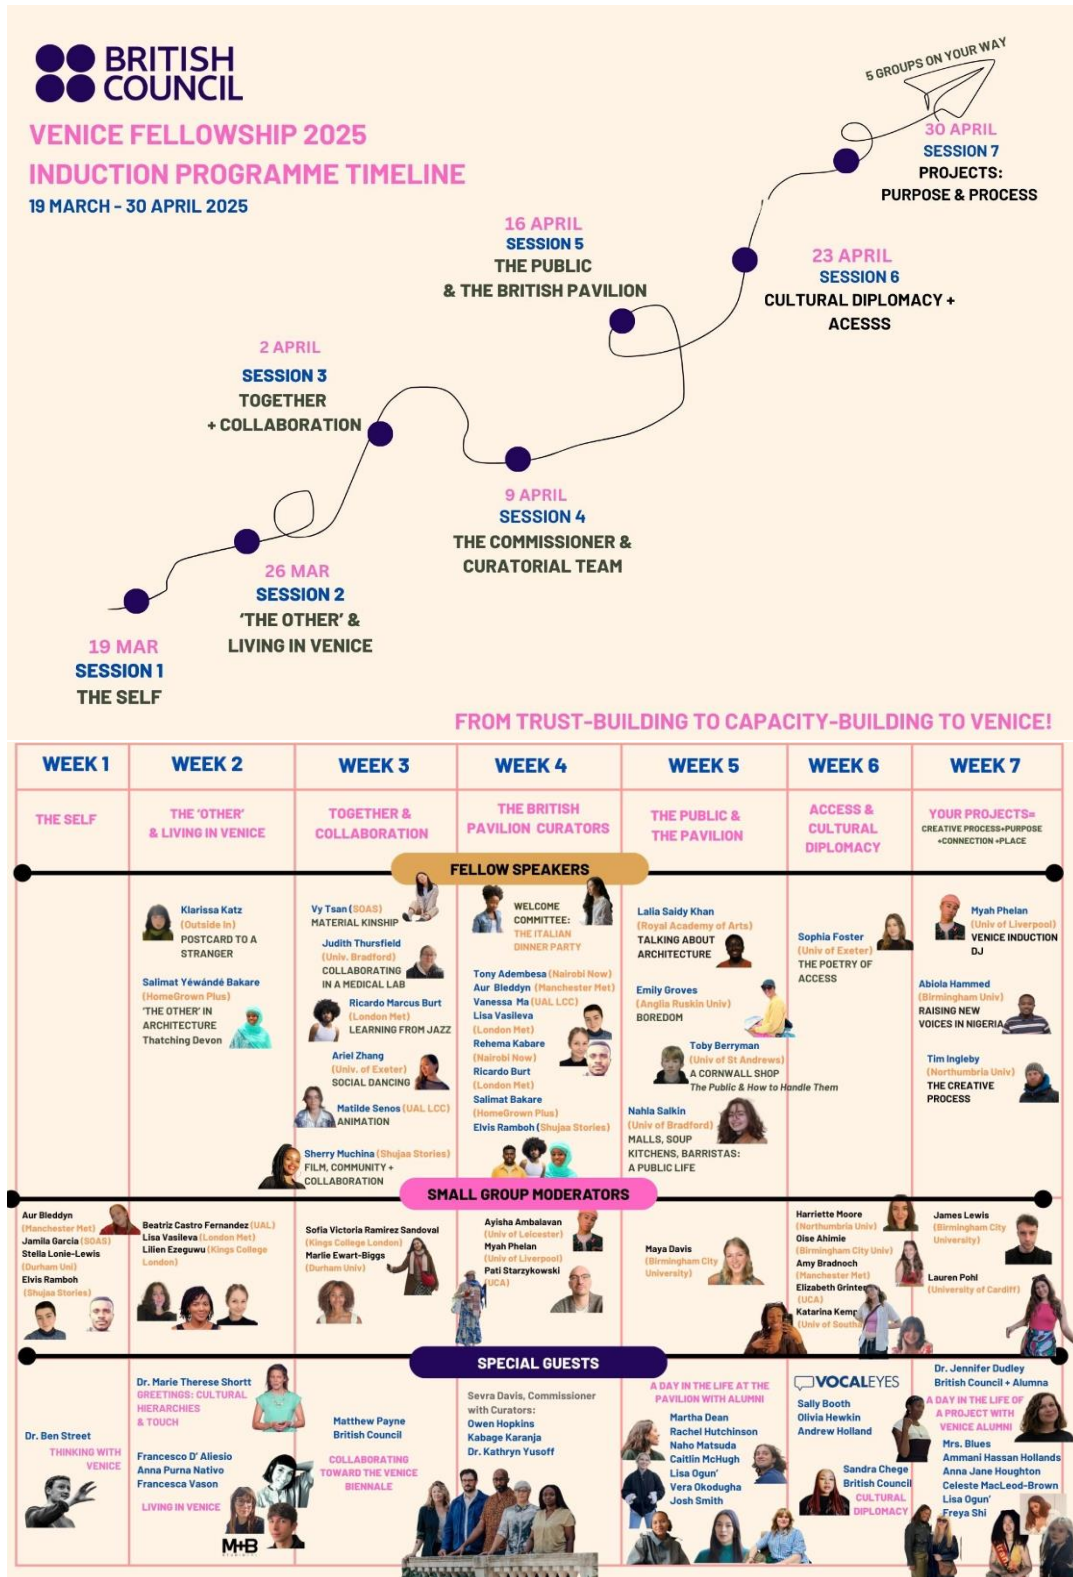 BRITISH
COUNCIL
VENICE FELLOWSHIP 2025
INDUCTION PROGRAMME TIMELINE
19 MARCH - 30 APRIL 2025
5 GROUPS ON YOUR WAY
30 APRIL
SESSION 7
PROJECTS:
PURPOSE & PROCESS
16 APRIL
SESSION 5
THE PUBLIC
& THE BRITISH PAVILION
23 APRIL
SESSION 6
CULTURAL DIPLOMACY +
ACESSS
2 APRIL
SESSION 3
TOGETHER
+ COLLABORATION
9 APRIL
SESSION 4
THE COMMISSIONER &
CURATORIAL TEAM
26 MAR
SESSION 2
'THE OTHER' &
LIVING IN VENICE
19 MAR
SESSION 1
THE SELF
FROM TRUST-BUILDING TO CAPACITY-BUILDING TO VENICE!
WEEK 1
WEEK 2
WEEK 3
WEEK 4
WEEK 5
WEEK 6
WEEK 7
THE SELF
THE 'OTHER'
& LIVING IN VENICE
TOGETHER &
COLLABORATION
THE BRITISH
PAVILION CURATORS
THE PUBLIC &
THE PAVILION
ACCESS &
CULTURAL
DIPLOMACY
YOUR PROJECTS=
CREATIVE PROCESS+PURPOSE
+CONNECTION +PLACE
FELLOW SPEAKERS
Klarissa Katz
(Outside In)
POSTCARD TO A
STRANGER
Salimat Yéwándé Bakare
(HomeGrown Plus)
'THE OTHER' IN
ARCHITECTURE
Thatching Devon
Vy Tsan (SOAS)
MATERIAL KINSHIP
Judith Thursfield
(Univ. Bradford)
COLLABORATING
IN A MEDICAL LAB
Ricardo Marcus Burt
(London Met)
LEARNING FROM JAZZ
Ariel Zhang
(Univ. of Exeter)
SOCIAL DANCING
Matilde Senos (UAL LCC)
ANIMATION
Sherry Muchina (Shujaa Stories)
FILM, COMMUNITY +
COLLABORATION
WELCOME
COMMITTEE:
THE ITALIAN
DINNER PARTY
Tony Adembesa (Nairobi Now)
Aur Bleddyn (Manchester Met)
Vanessa Ma (UAL LCC)
Lisa Vasileva
(London Met)
Rehema Kabare
(Nairobi Now)
Ricardo Burt
(London Met)
Salimat Bakare
(HomeGrown Plus)
Elvis Ramboh (Shujaa Stories)
Lalia Saidy Khan
(Royal Academy of Arts)
TALKING ABOUT
ARCHITECTURE
Emily Groves
(Anglia Ruskin Univ)
BOREDOM
Toby Berryman
(Univ of St Andrews)
A CORNWALL SHOP
The Public & How to Handle Them
Nahla Salkin
(Univ of Bradford)
MALLS, SOUP
KITCHENS, BARRISTAS:
A PUBLIC LIFE
Sophia Foster
(Univ of Exeter)
THE POETRY OF
ACCESS
Myah Phelan
(Univ of Liverpool)
VENICE INDUCTION
DJ
Abiola Hammed
(Birmingham Univ)
RAISING NEW
VOICES IN NIGERIA
Tim Ingleby
(Northumbria Univ)
THE CREATIVE
PROCESS
SMALL GROUP MODERATORS
Aur Bleddyn
(Manchester Met)
Jamila Garcia (SOAS)
Stella Lonie-Lewis
(Durham Uni)
Elvis Ramboh
(Shujaa Stories)
Beatriz Castro Fernandez (UAL)
Lisa Vasileva (London Met)
Lilien Ezeguwu (Kings College
London)
Sofia Victoria Ramirez Sandoval
(Kings College London)
Marlie Ewart-Biggs
(Durham Univ)
Ayisha Ambalavan
(Univ of Leicester)
Myah Phelan
(Univ of Liverpool)
Pati Starzykowski
(UCA)
Maya Davis
(Birmingham City
University)
Harriette Moore
(Northumbria Univ)
Oise Ahimie
(Birmingham City Univ)
Amy Bradnoch
(Manchester Met)
Elizabeth Grinter
(UCA)
Katarina Kemp
(Univ of South
James Lewis
(Birmingham City
University)
Lauren Pohl
(University of Cardiff)
SPECIAL GUESTS
Dr. Ben Street
THINKING WITH
VENICE
Dr. Marie Therese Shortt
GREETINGS: CULTURAL
HIERARCHIES
& TOUCH
Francesco D' Aliesio
Anna Purna Nativo
Francesca Vason
LIVING IN VENICE
M+B
Matthew Payne
British Council
COLLABORATING
TOWARD THE VENICE
BIENNALE
Sevra Davis, Commissioner
with Curators:
Owen Hopkins
Kabage Karanja
Dr. Kathryn Yusoff
A DAY IN THE LIFE AT THE
PAVILION WITH ALUMNI
Martha Dean
Rachel Hutchinson
Naho Matsuda
Caitlin McHugh
Lisa Ogun'
Vera Okodugha
Josh Smith
VOCALEYES
Sally Booth
Olivia Hewkin
Andrew Holland
Sandra Chege
British Council
CULTURAL
DIPLOMACY
Dr. Jennifer Dudley
British Council + Alumna
A DAY IN THE LIFE OF
A PROJECT WITH
VENICE ALUMNI
Mrs. Blues
Ammani Hassan Hollands
Anna Jane Houghton
Celeste MacLeod-Brown
Lisa Ogun'
Freya Shi